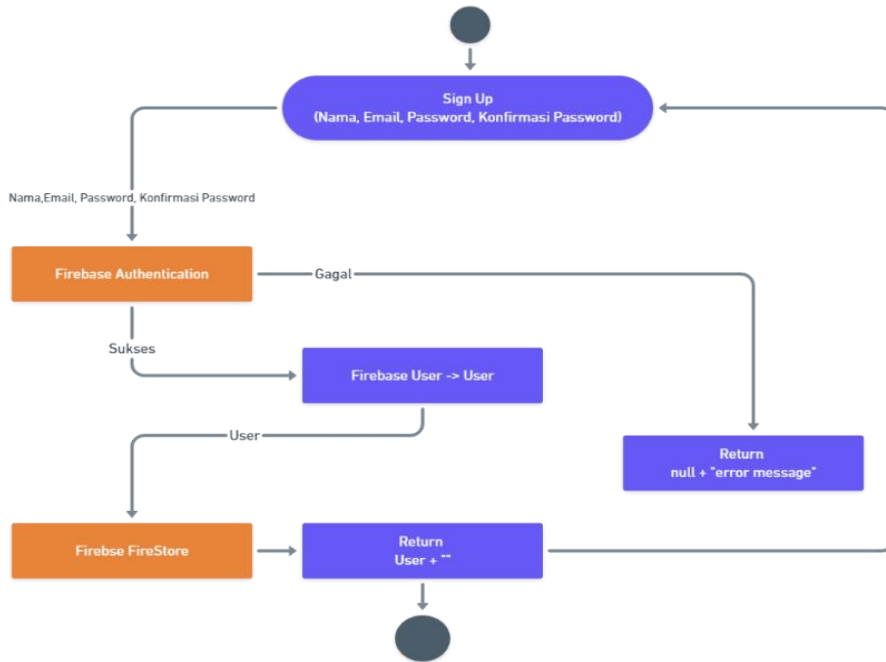 Sign Up
(Nama, Email, Password, Konfirmasi Password)
Nama,Email, Password, Konfirmasi Password
Firebase Authentication
Gagal
Sukses
Firebase User -> User
User
Return
null + "error message"
Firebse FireStore
Return
User + ""